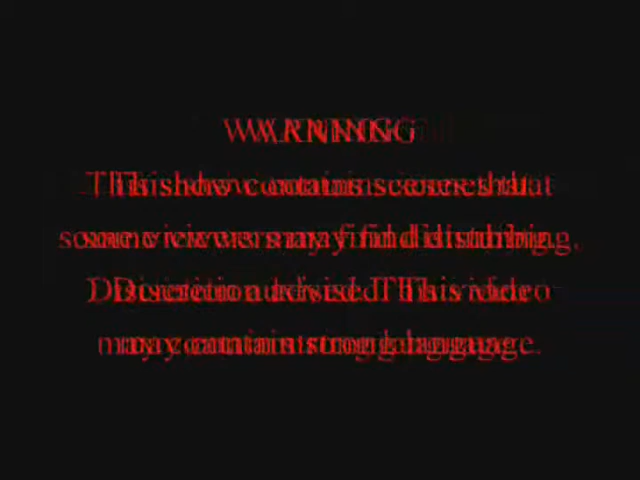 WARNING
This show contains scenes that
some viewers may find disturbing.
Discretion advised. This video
may contain strong language.